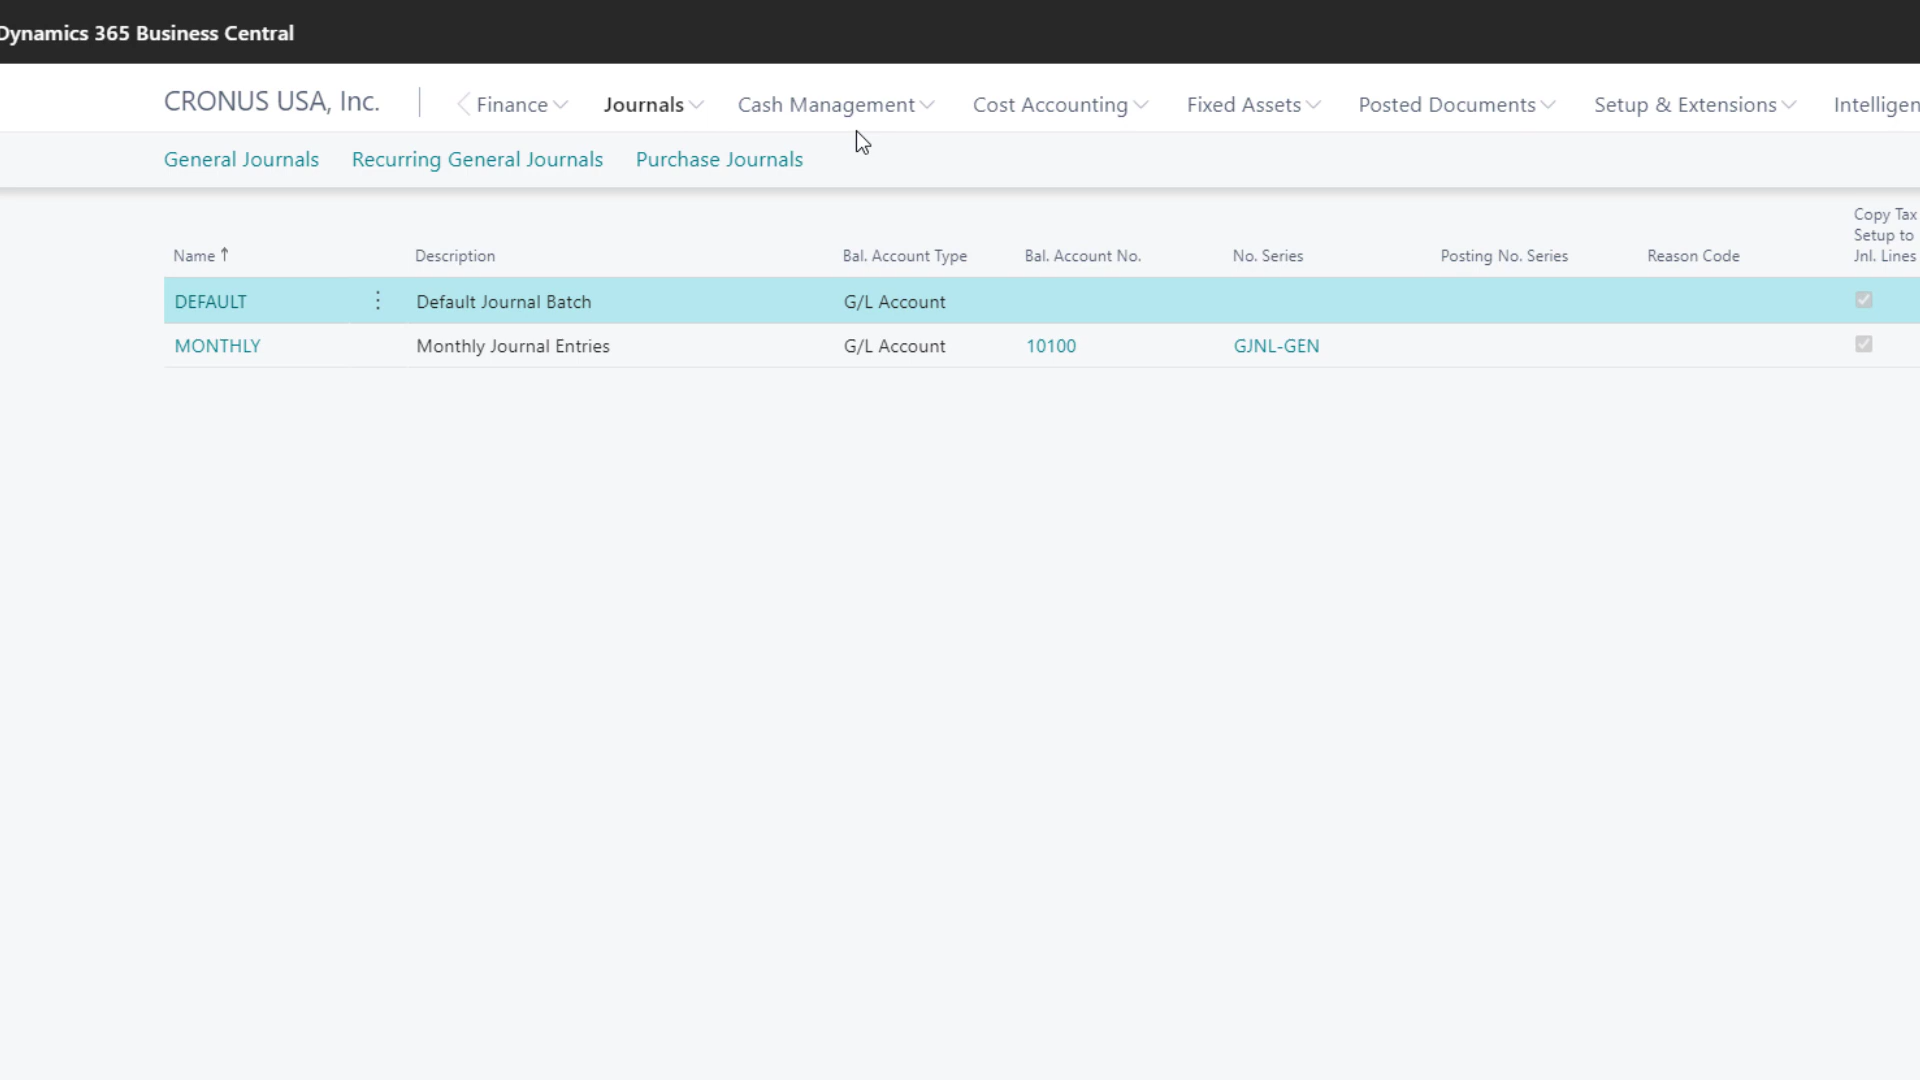 Dynamics 365 Business Central
CRONUS USA, Inc. Finance Journals Cash Management Cost Accounting Fixed Assets Posted Documents Setup & Extensions Intelligen
General Journals Recurring General Journals Purchase Journals
Name ↑ Description Bal. Account Type Bal. Account No. No. Series Posting No. Series Reason Code Copy Tax
Setup to
Jnl. Lines
DEFAULT Default Journal Batch G/L Account
MONTHLY Monthly Journal Entries G/L Account 10100 GJNL-GEN